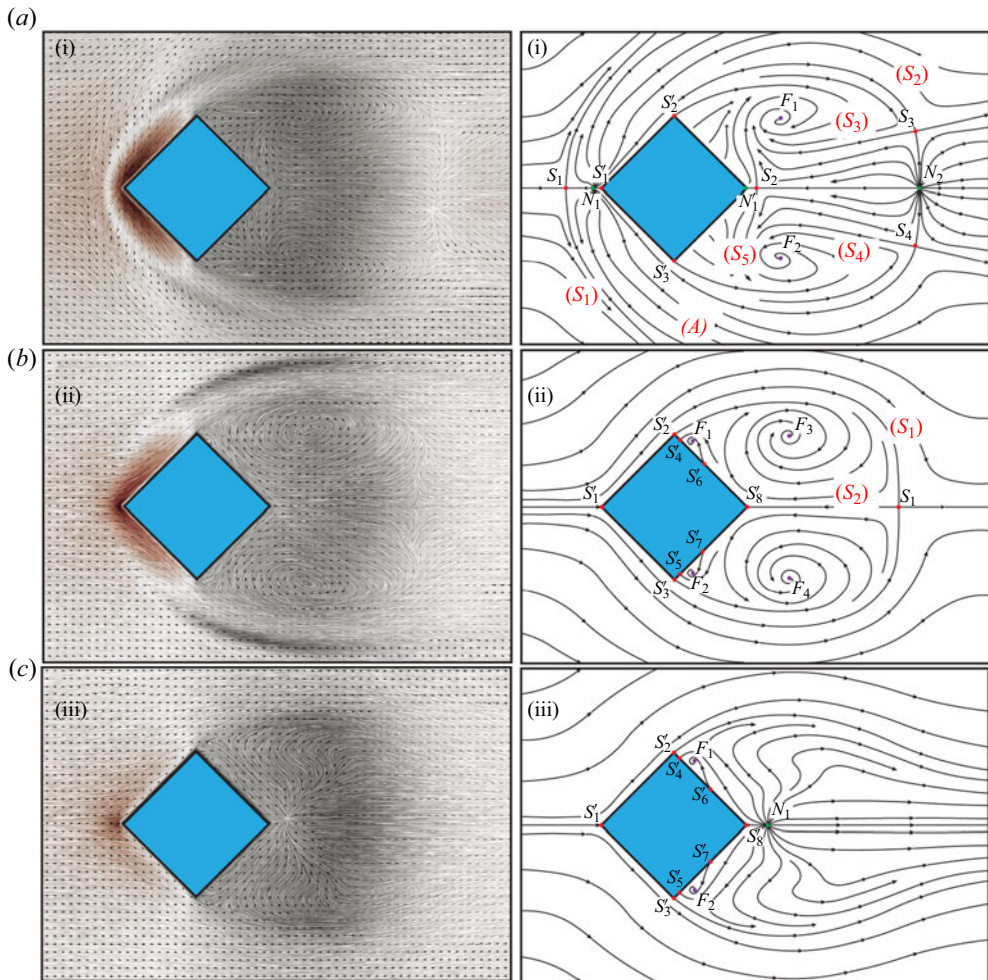 (a)
(i)
(i)
(S₂)
S′₂
F₁
(S₃)
S₃
S₁
S′₁
N₁
N′₁
S₂
N₂
S₄
S′₃
(S₅)
F₂
(S₄)
(S₁)
(A)
(b)
(ii)
(ii)
S′₂
F₁
S′₄
S′₆
F₃
(S₁)
S′₁
S′₈
(S₂)
S₁
S′₇
S′₅
S′₃
F₂
F₄
(c)
(iii)
(iii)
S′₂
F₁
S′₄
S′₆
S′₁
N₁
S′₈
S′₇
S′₅
S′₃
F₂